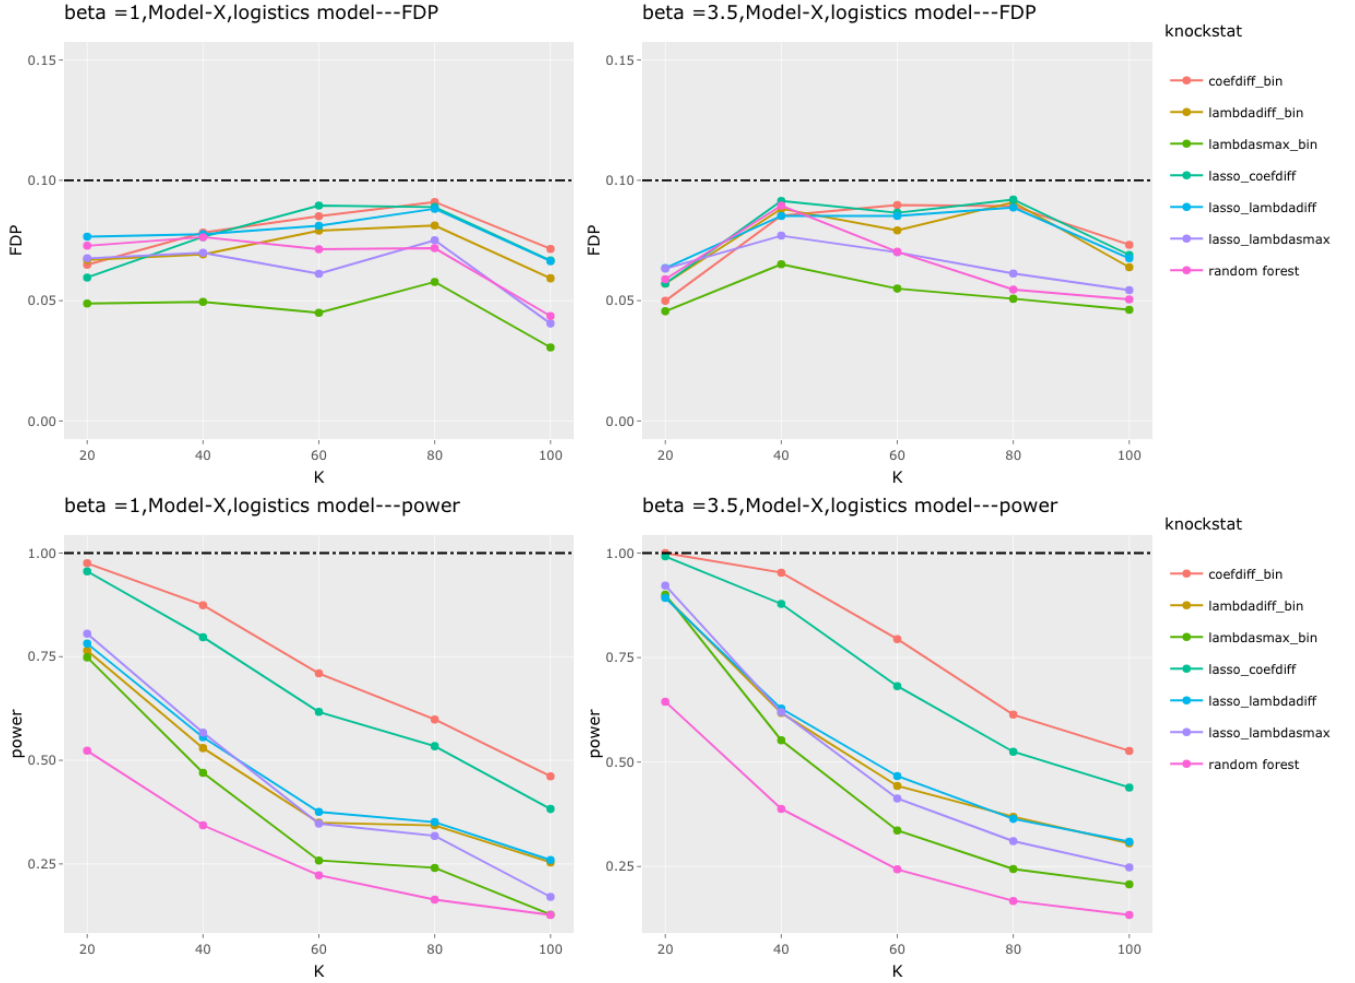 beta =1,Model-X,logistics model---FDP
beta =3.5,Model-X,logistics model---FDP
knockstat
coefdiff_bin
lambdadiff_bin
lambdasmax_bin
lasso_coefdiff
lasso_lambdadiff
lasso_lambdasmax
random forest
FDP
0.15
0.10
0.05
0.00
20 40 60 80 100
K
FDP
0.15
0.10
0.05
0.00
20 40 60 80 100
K
beta =1,Model-X,logistics model---power
beta =3.5,Model-X,logistics model---power
knockstat
coefdiff_bin
lambdadiff_bin
lambdasmax_bin
lasso_coefdiff
lasso_lambdadiff
lasso_lambdasmax
random forest
power
1.00
0.75
0.50
0.25
20 40 60 80 100
K
power
1.00
0.75
0.50
0.25
20 40 60 80 100
K